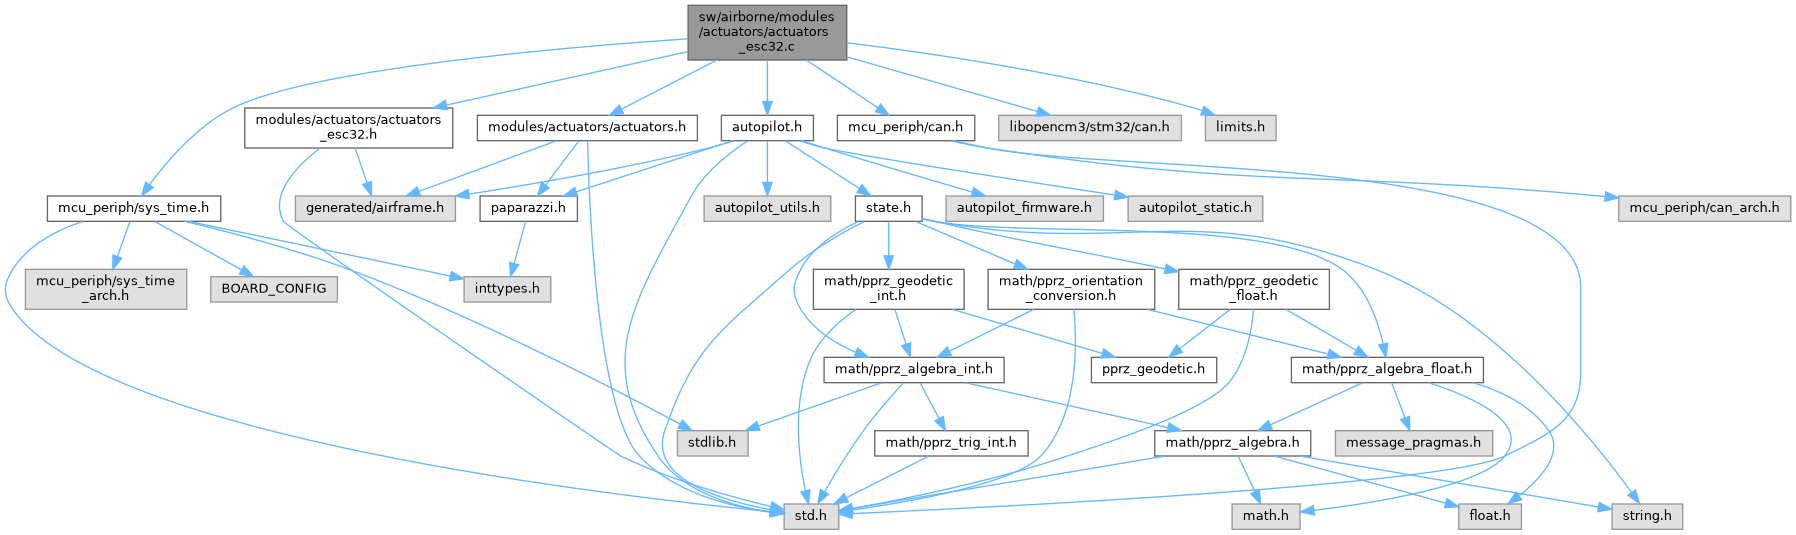 sw/airborne/modules
/actuators/actuators
_esc32.c
modules/actuators/actuators
_esc32.h
modules/actuators/actuators.h
autopilot.h
mcu_periph/can.h
libopencm3/stm32/can.h
limits.h
mcu_periph/sys_time.h
generated/airframe.h
paparazzi.h
autopilot_utils.h
state.h
autopilot_firmware.h
autopilot_static.h
mcu_periph/can_arch.h
mcu_periph/sys_time
_arch.h
BOARD_CONFIG
inttypes.h
math/pprz_geodetic
_int.h
math/pprz_orientation
_conversion.h
math/pprz_geodetic
_float.h
math/pprz_algebra_int.h
pprz_geodetic.h
math/pprz_algebra_float.h
stdlib.h
math/pprz_trig_int.h
math/pprz_algebra.h
message_pragmas.h
std.h
math.h
float.h
string.h